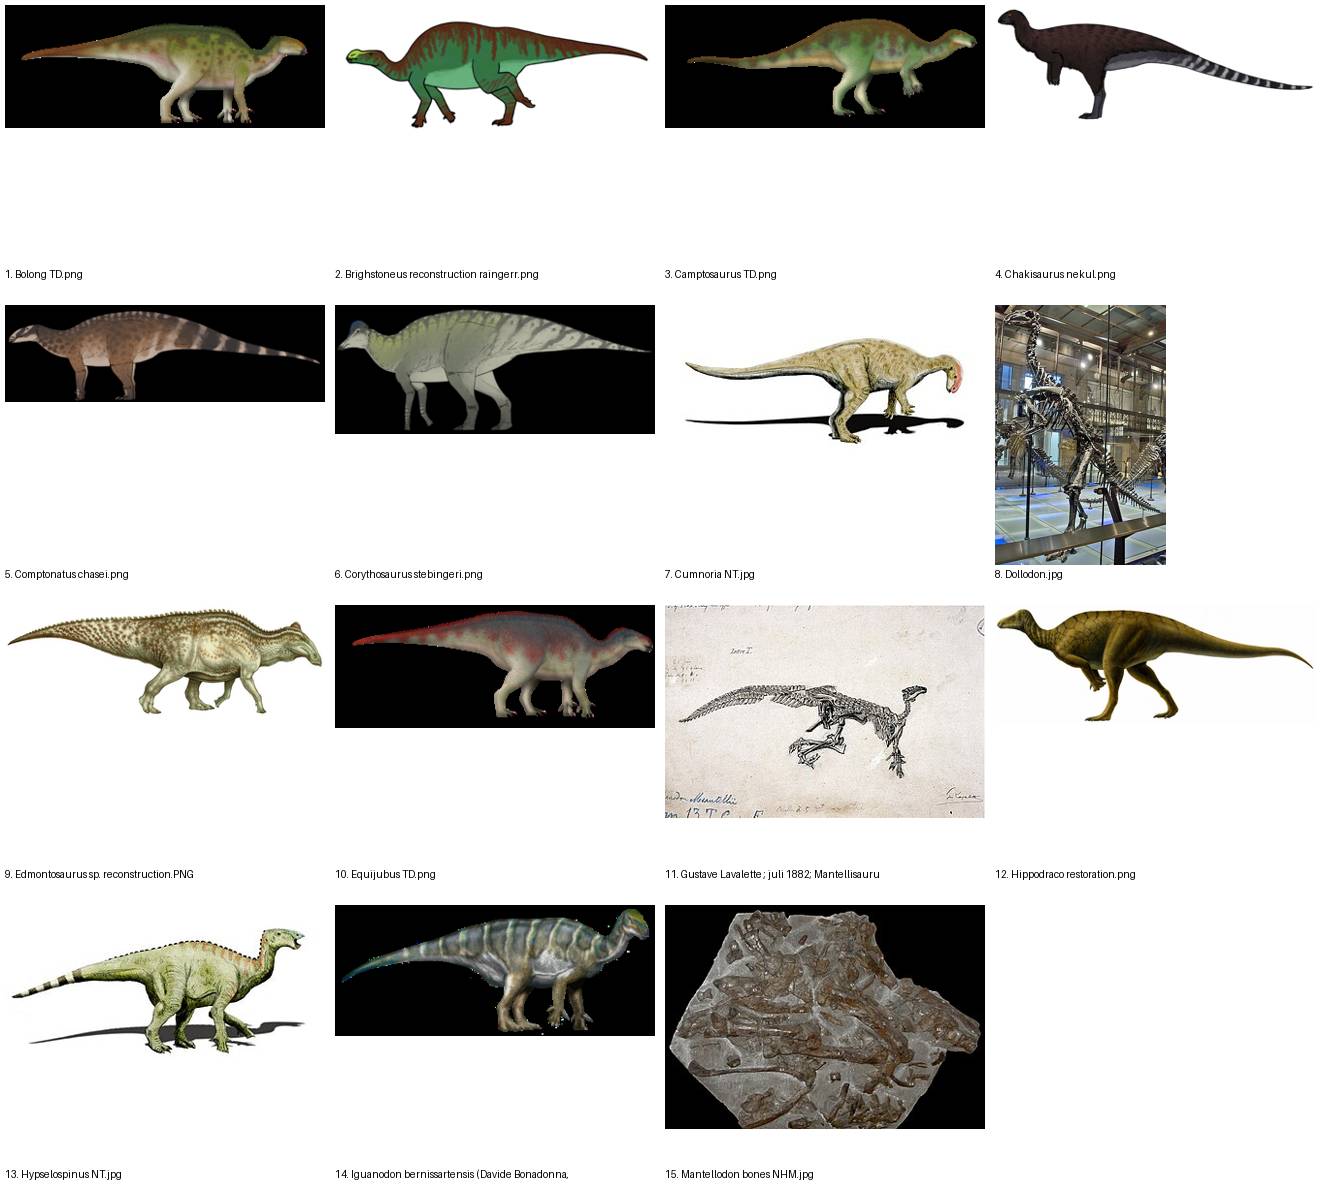 1. Bolong TD.png
2. Brighstoneus reconstruction raingerr.png
3. Camptosaurus TD.png
4. Chakisaurus nekul.png
5. Comptonatus chasei.png
6. Corythosaurus stebingeri.png
7. Cumnoria NT.jpg
8. Dollodon.jpg
9. Edmontosaurus sp. reconstruction.PNG
10. Equijubus TD.png
11. Gustave Lavalette; juli 1882; Mantellisauru
12. Hippodraco restoration.png
13. Hypselospinus NT.jpg
14. Iguanodon bernissartensis (Davide Bonadonna,
15. Mantellodon bones NHM.jpg